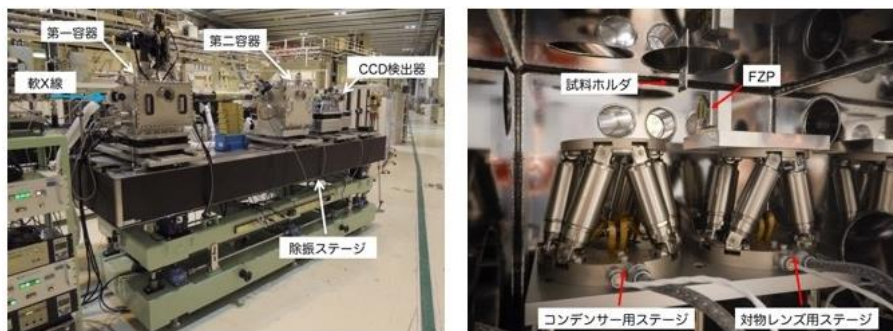 第一容器
第二容器
CCD検出器
軟X線
除振ステージ
試料ホルダ
FZP
コンデンサー用ステージ
対物レンズ用ステージ